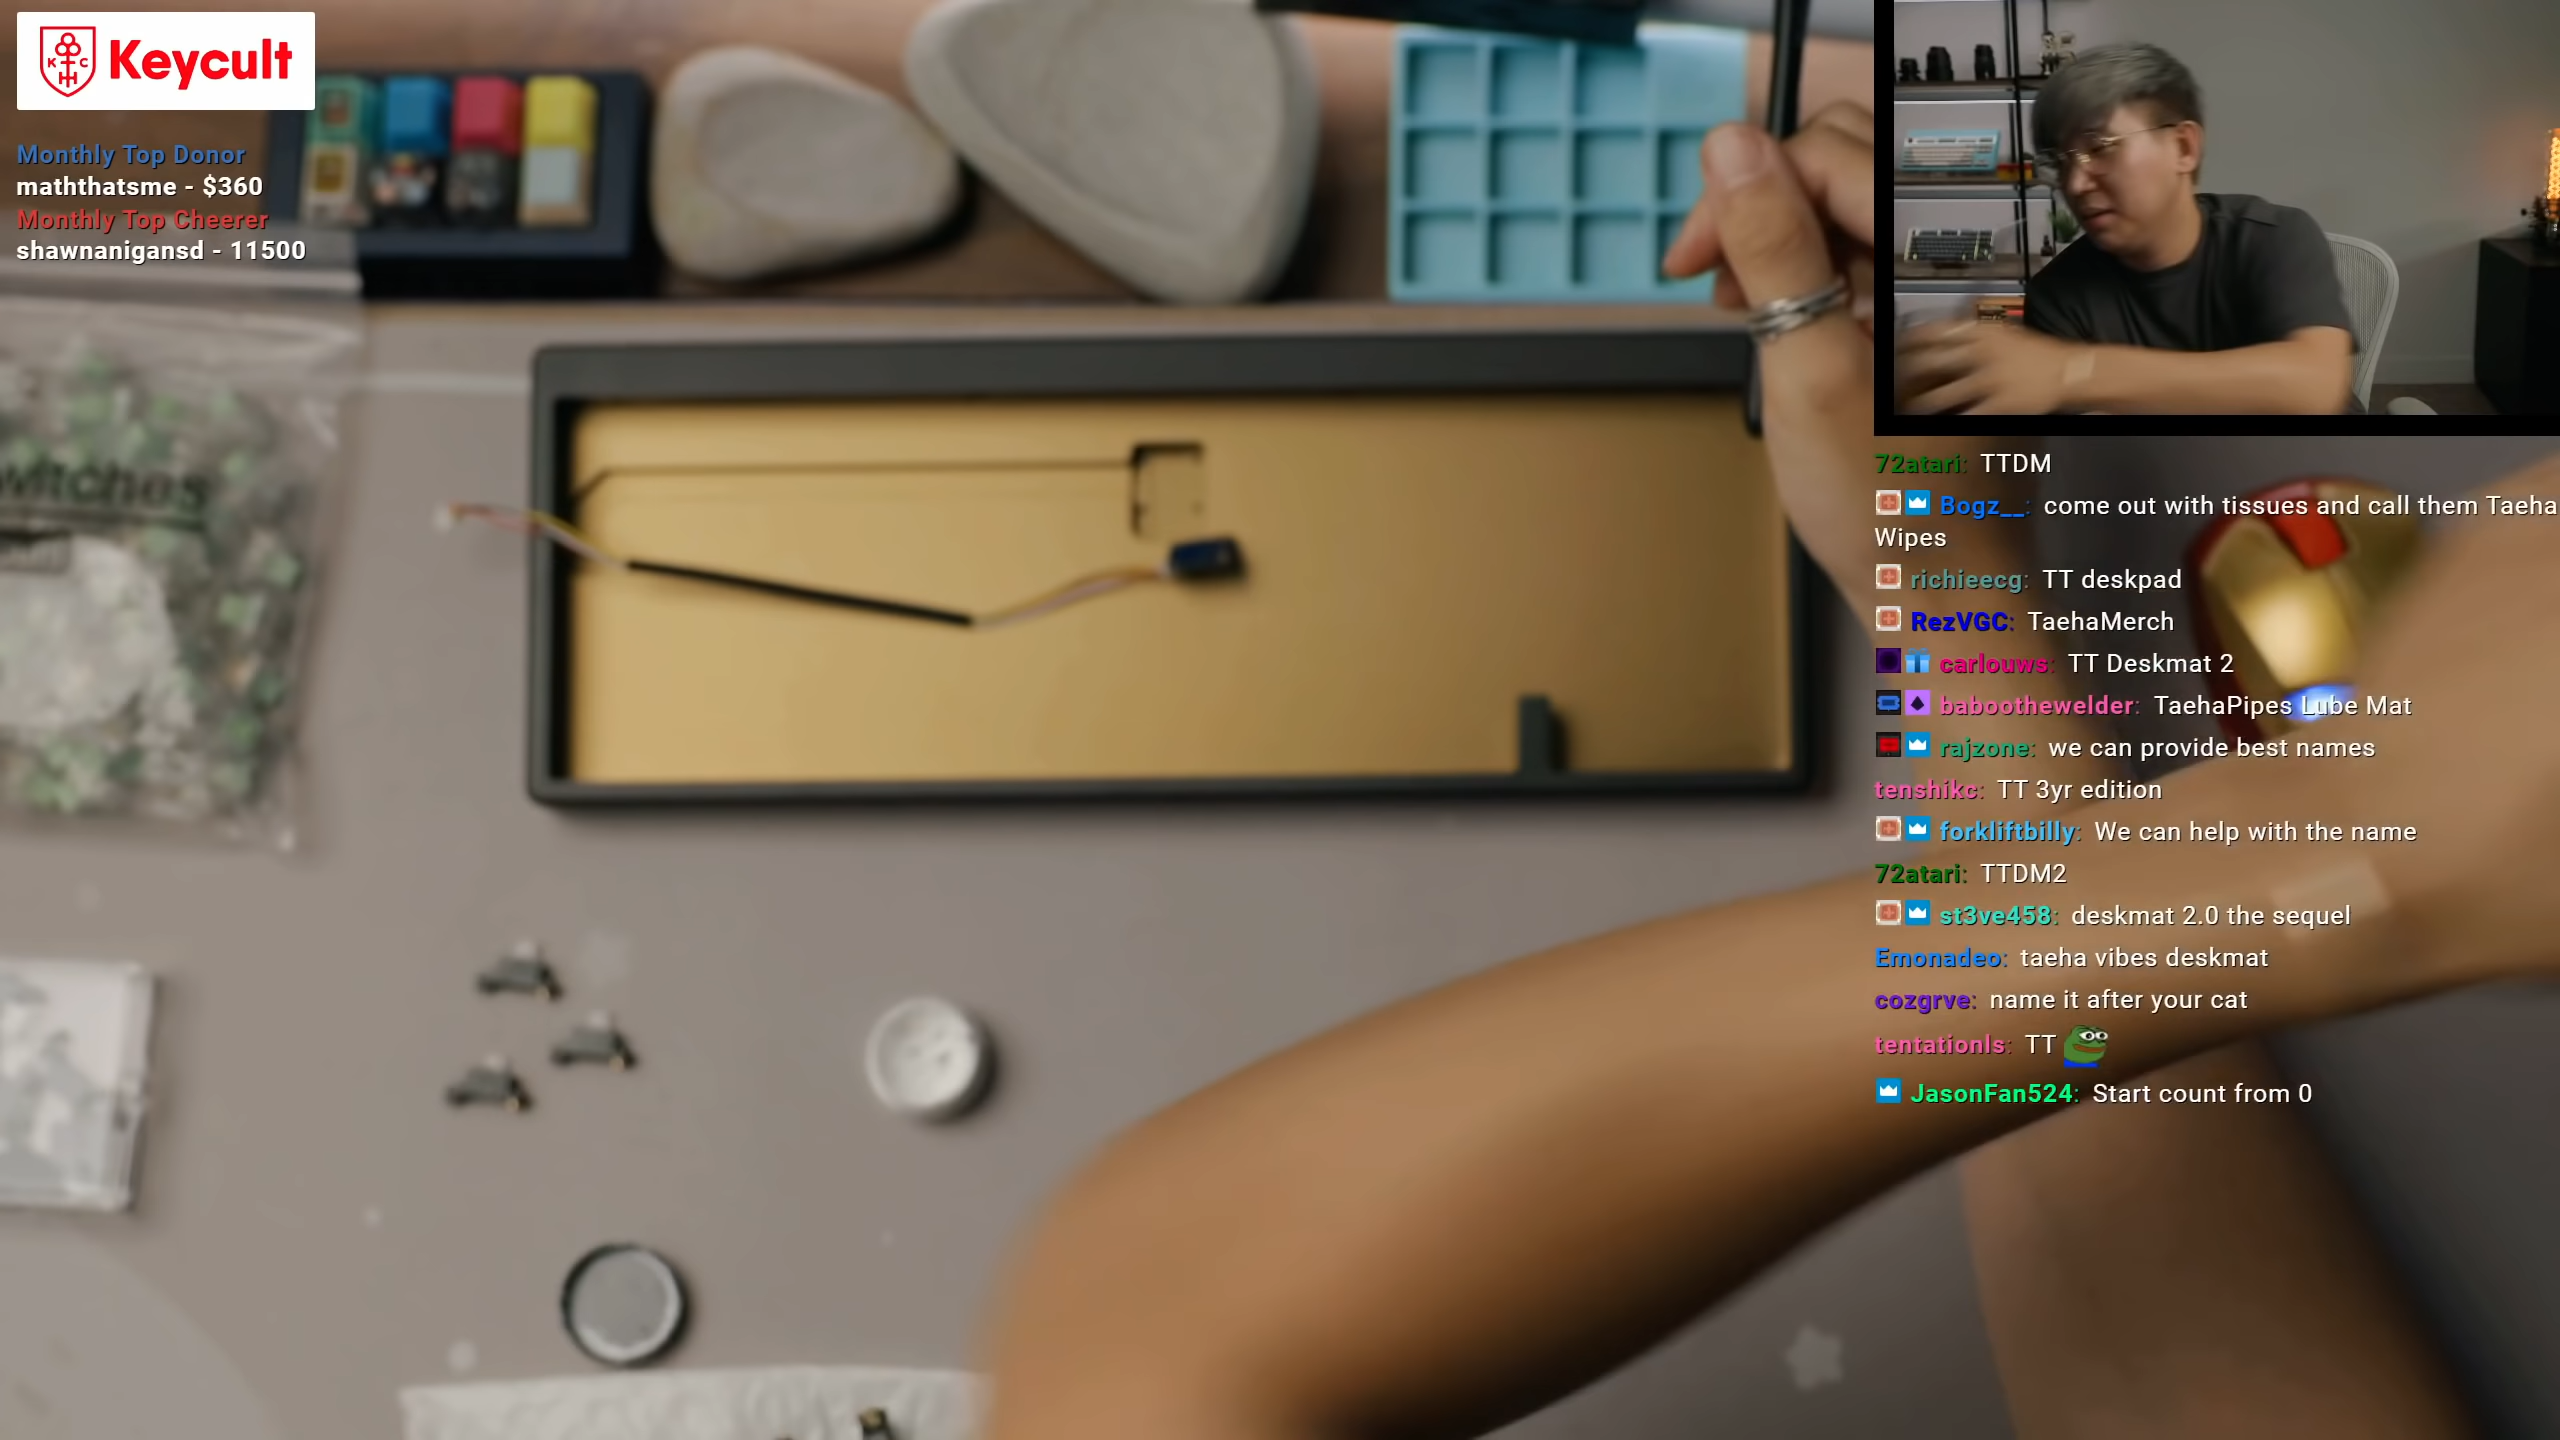 K C
Keycult
Monthly Top Donor
maththatsme - $360
Monthly Top Cheerer
shawnanigansd - 11500
witches
72atari: TTDM
Bogz__: come out with tissues and call them Taeha
Wipes
richieecg: TT deskpad
RezVGC: TaehaMerch
carlouws: TT Deskmat 2
baboothewelder: TaehaPipes Lube Mat
rajzone: we can provide best names
tenshikc: TT 3yr edition
forkliftbilly: We can help with the name
72atari: TTDM2
st3ve458: deskmat 2.0 the sequel
Emonadeo: taeha vibes deskmat
cozgrve: name it after your cat
tentationls: TT
JasonFan524: Start count from 0